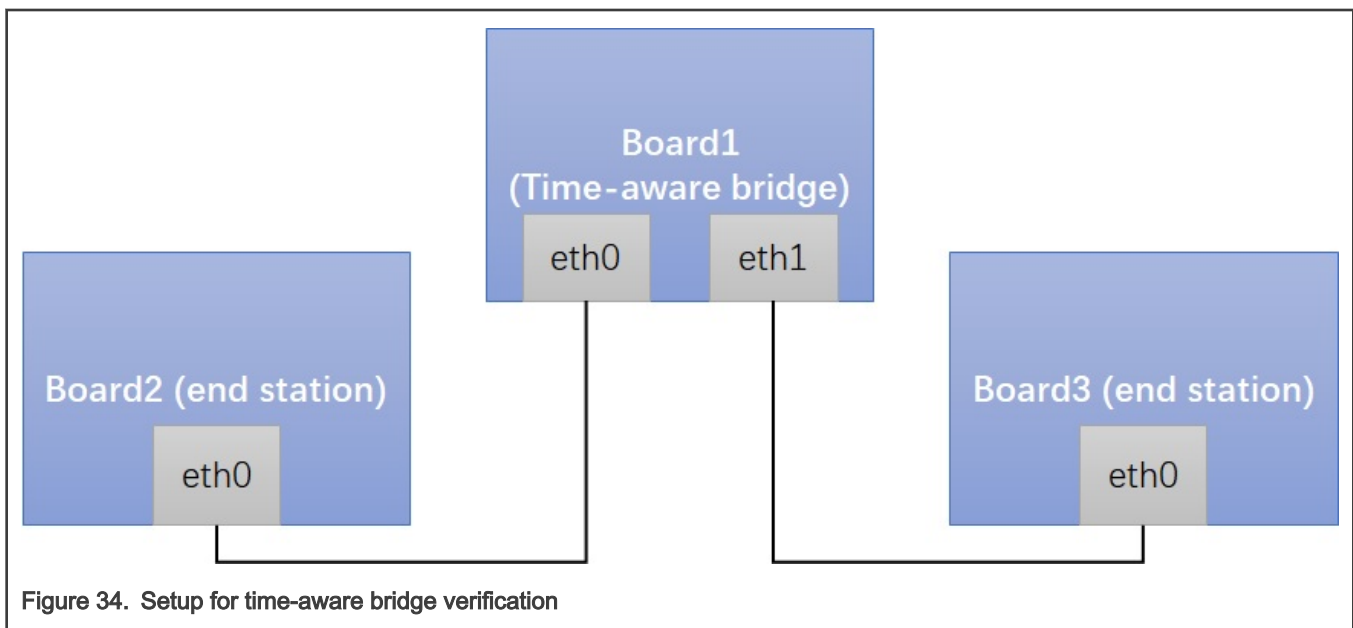 Board1
(Time-aware bridge)
eth0
eth1
Board2 (end station)
eth0
Board3 (end station)
eth0
Figure 34. Setup for time-aware bridge verification